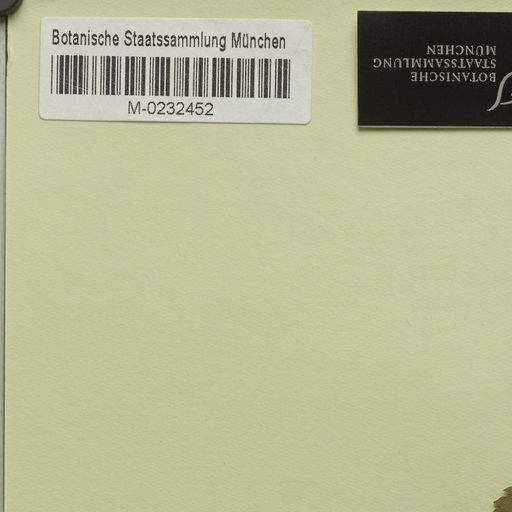 Botanische Staatssammlung München
M-0232452
BOTANISCHE
STAATSSAMMLUNG
MÜNCHEN